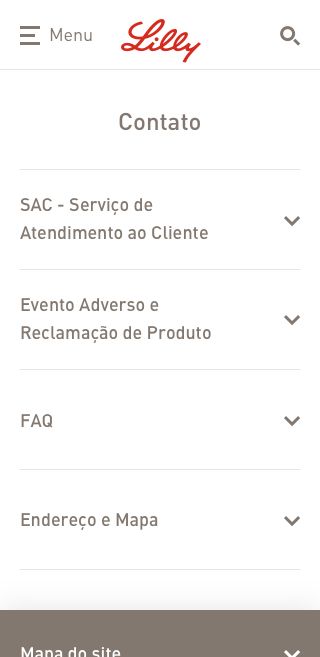 Menu
Lilly
Contato
SAC - Serviço de
Atendimento ao Cliente
Evento Adverso e
Reclamação de Produto
FAQ
Endereço e Mapa
Mapa do site